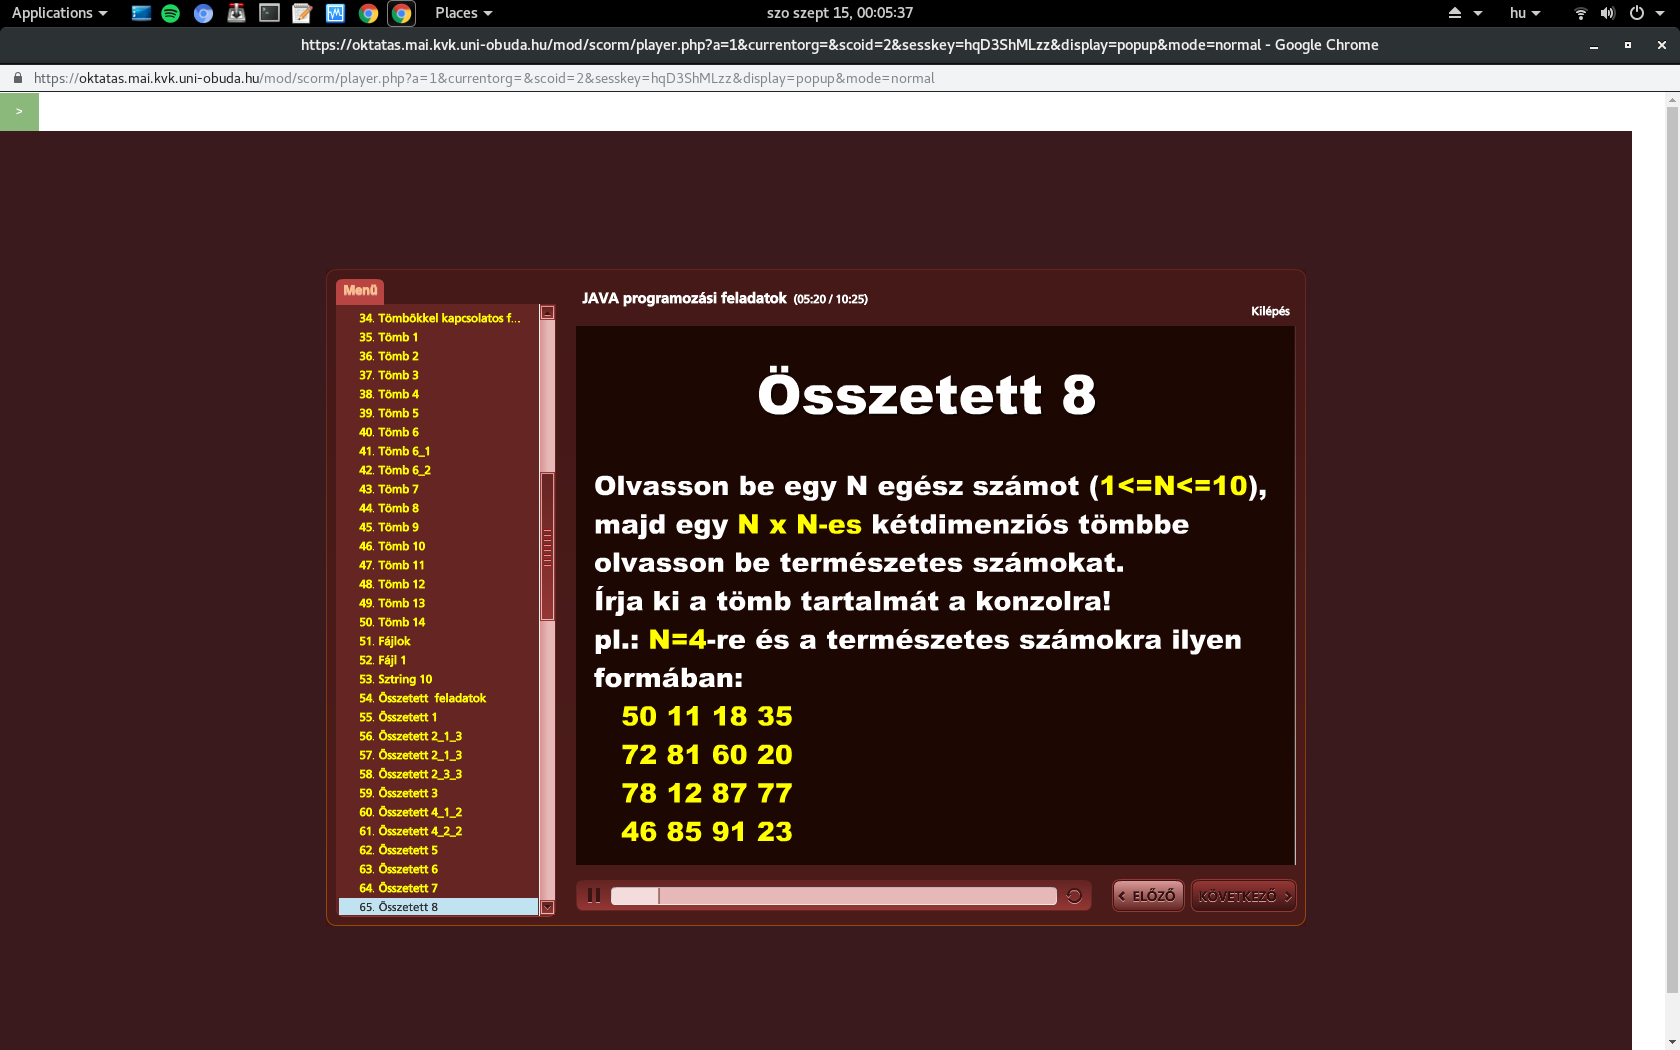 Applications
Places
szo szept 15, 00:05:37
hu
https://oktatas.mai.kvk.uni-obuda.hu/mod/scorm/player.php?a=1&currentorg=&scoid=2&sesskey=hqD3ShMLzz&display=popup&mode=normal - Google Chrome
https://oktatas.mai.kvk.uni-obuda.hu/mod/scorm/player.php?a=1&currentorg=&scoid=2&sesskey=hqD3ShMLzz&display=popup&mode=normal
>
Menü
34. Tömbökkel kapcsolatos f...
35. Tömb 1
36. Tömb 2
37. Tömb 3
38. Tömb 4
39. Tömb 5
40. Tömb 6
41. Tömb 6_1
42. Tömb 6_2
43. Tömb 7
44. Tömb 8
45. Tömb 9
46. Tömb 10
47. Tömb 11
48. Tömb 12
49. Tömb 13
50. Tömb 14
51. Fájlok
52. Fájl 1
53. Sztring 10
54. Összetett feladatok
55. Összetett 1
56. Összetett 2_1_3
57. Összetett 2_1_3
58. Összetett 2_3_3
59. Összetett 3
60. Összetett 4_1_2
61. Összetett 4_2_2
62. Összetett 5
63. Összetett 6
64. Összetett 7
65. Összetett 8
JAVA programozási feladatok (05:20 / 10:25)
Kilépés
Összetett 8
Olvasson be egy N egész számot (1<=N<=10),
majd egy N x N-es kétdimenziós tömbbe
olvasson be természetes számokat.
Írja ki a tömb tartalmát a konzolra!
pl.: N=4-re és a természetes számokra ilyen
formában:
50 11 18 35
72 81 60 20
78 12 87 77
46 85 91 23
< ELŐZŐ
KÖVETKEZŐ >